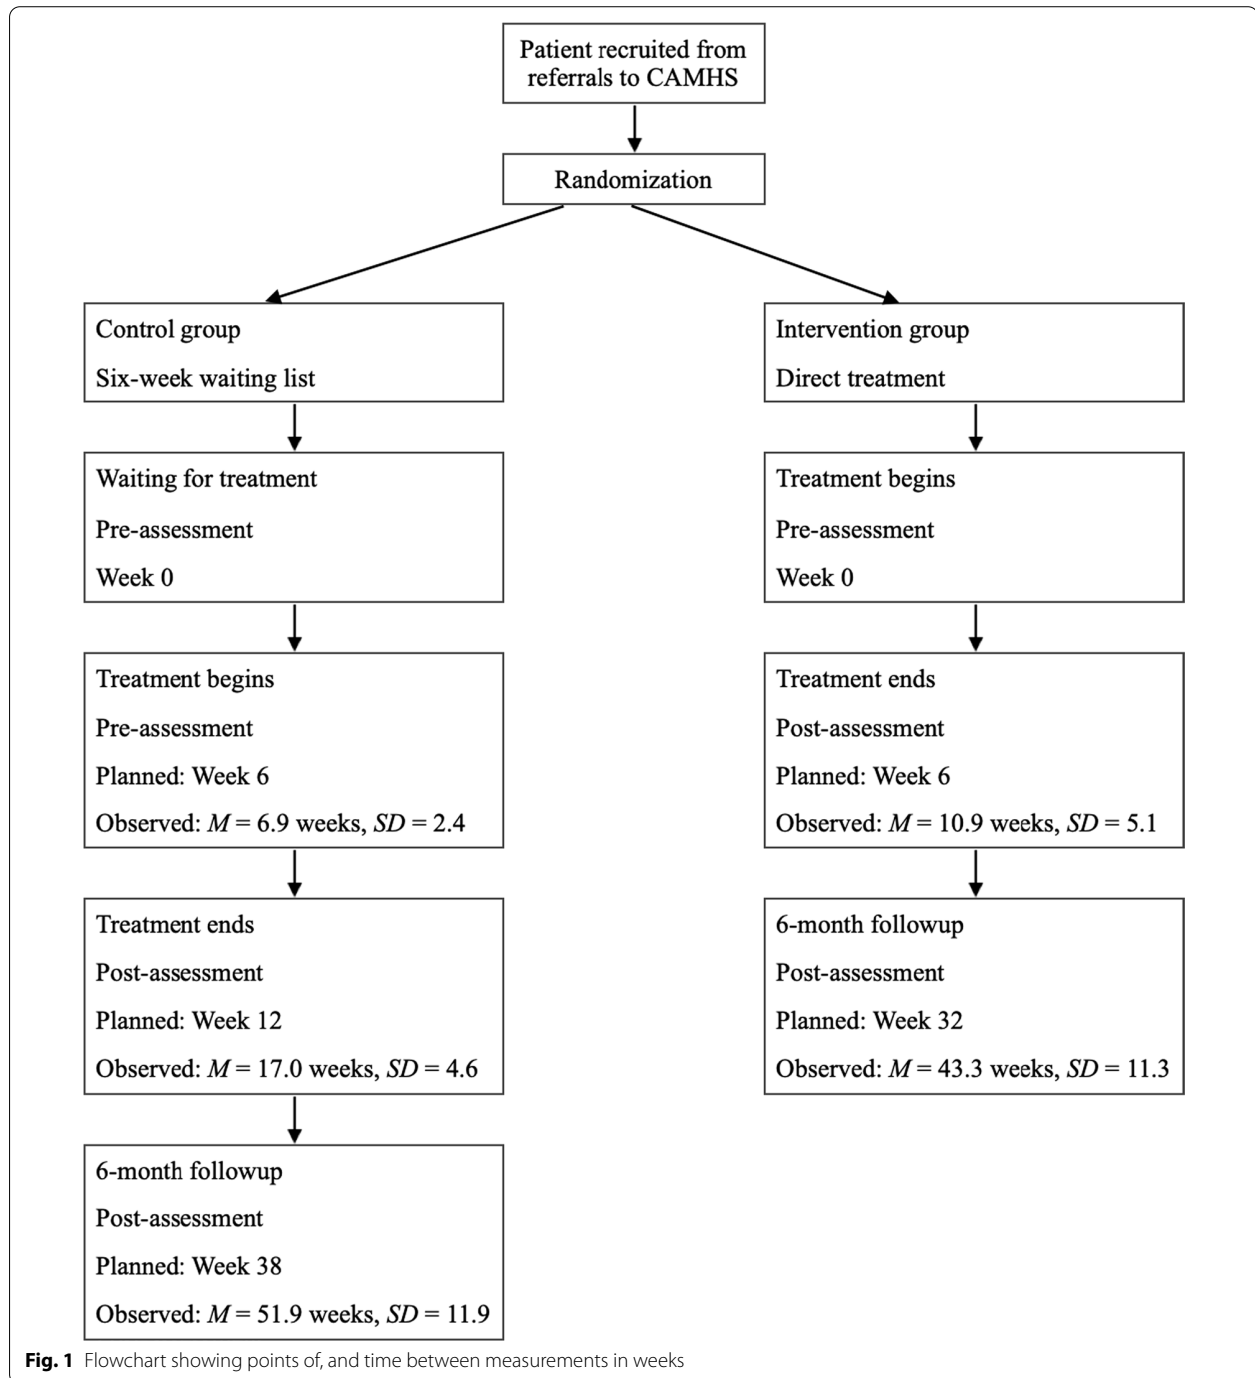 Patient recruited from
referrals to CAMHS
Randomization
Control group
Six-week waiting list
Waiting for treatment
Pre-assessment
Week 0
Treatment begins
Pre-assessment
Planned: Week 6
Observed: M = 6.9 weeks, SD = 2.4
Treatment ends
Post-assessment
Planned: Week 12
Observed: M = 17.0 weeks, SD = 4.6
6-month followup
Post-assessment
Planned: Week 38
Observed: M = 51.9 weeks, SD = 11.9
Intervention group
Direct treatment
Treatment begins
Pre-assessment
Week 0
Treatment ends
Post-assessment
Planned: Week 6
Observed: M = 10.9 weeks, SD = 5.1
6-month followup
Post-assessment
Planned: Week 32
Observed: M = 43.3 weeks, SD = 11.3
Fig. 1 Flowchart showing points of, and time between measurements in weeks